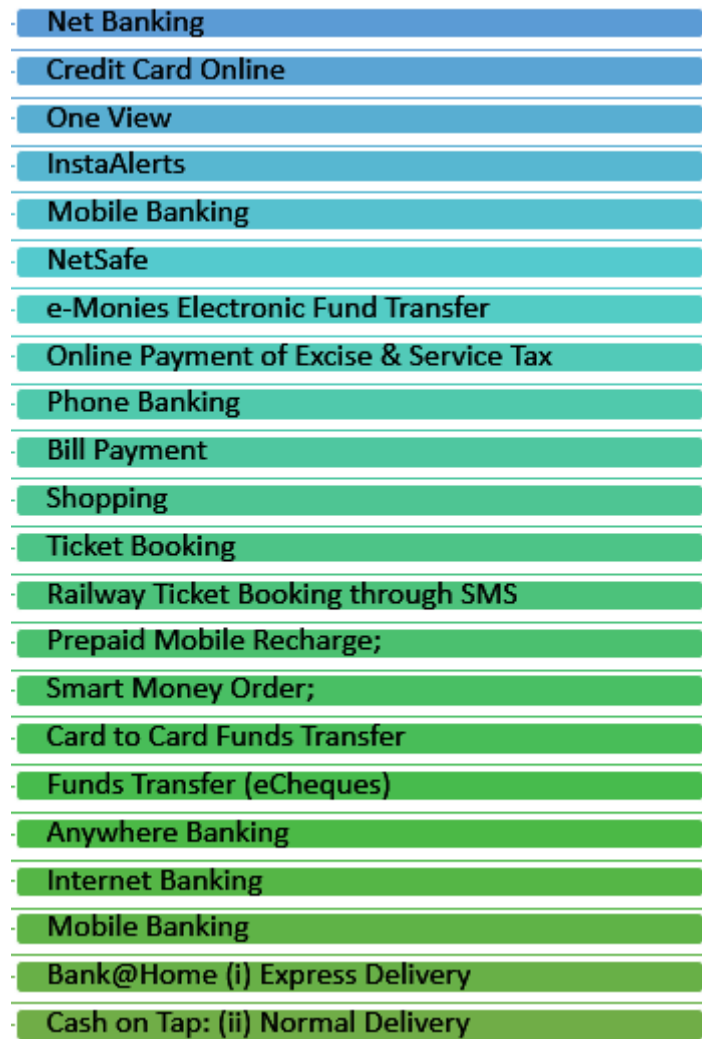 Net Banking
Credit Card Online
One View
InstaAlerts
Mobile Banking
NetSafe
e-Monies Electronic Fund Transfer
Online Payment of Excise & Service Tax
Phone Banking
Bill Payment
Shopping
Ticket Booking
Railway Ticket Booking through SMS
Prepaid Mobile Recharge;
Smart Money Order;
Card to Card Funds Transfer
Funds Transfer (eCheques)
Anywhere Banking
Internet Banking
Mobile Banking
Bank@Home (i) Express Delivery
Cash on Tap: (ii) Normal Delivery